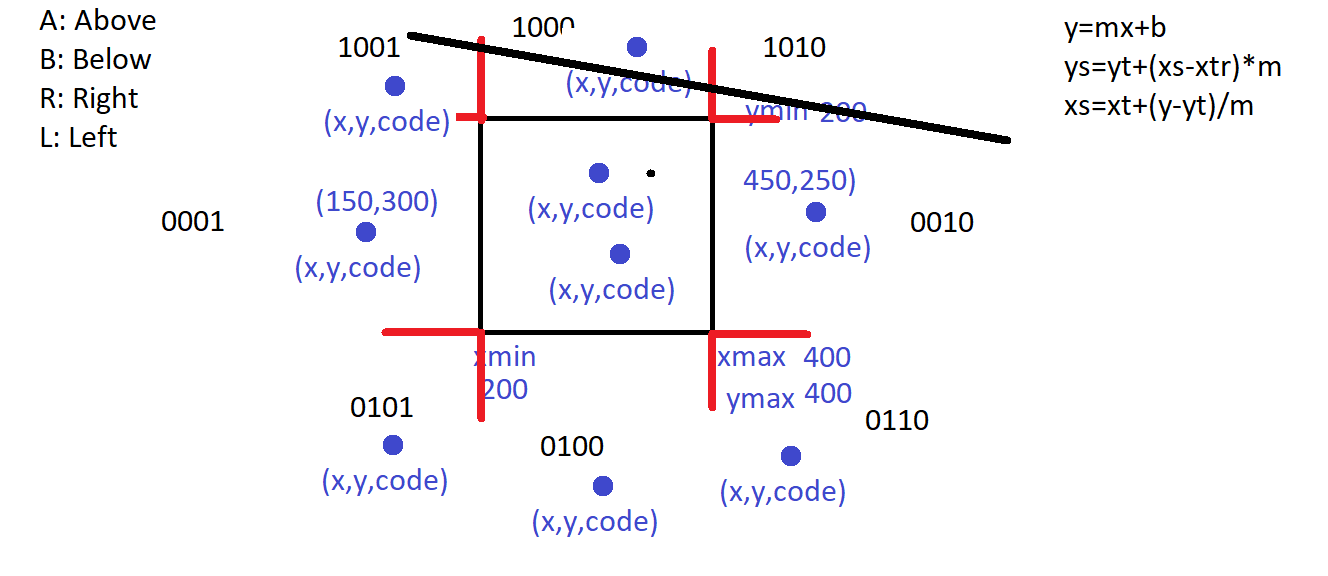 A: Above
B: Below
R: Right
L: Left
1000
1001
1010
y=mx+b
ys=yt+(xs-xtr)*m
xs=xt+(y-yt)/m
(x,y,code)
(x,y,code)
ymin 200
(150,300)
450,250)
(x,y,code)
0001
0010
(x,y,code)
(x,y,code)
(x,y,code)
xmin
200
xmax 400
ymax 400
0101
0100
0110
(x,y,code)
(x,y,code)
(x,y,code)